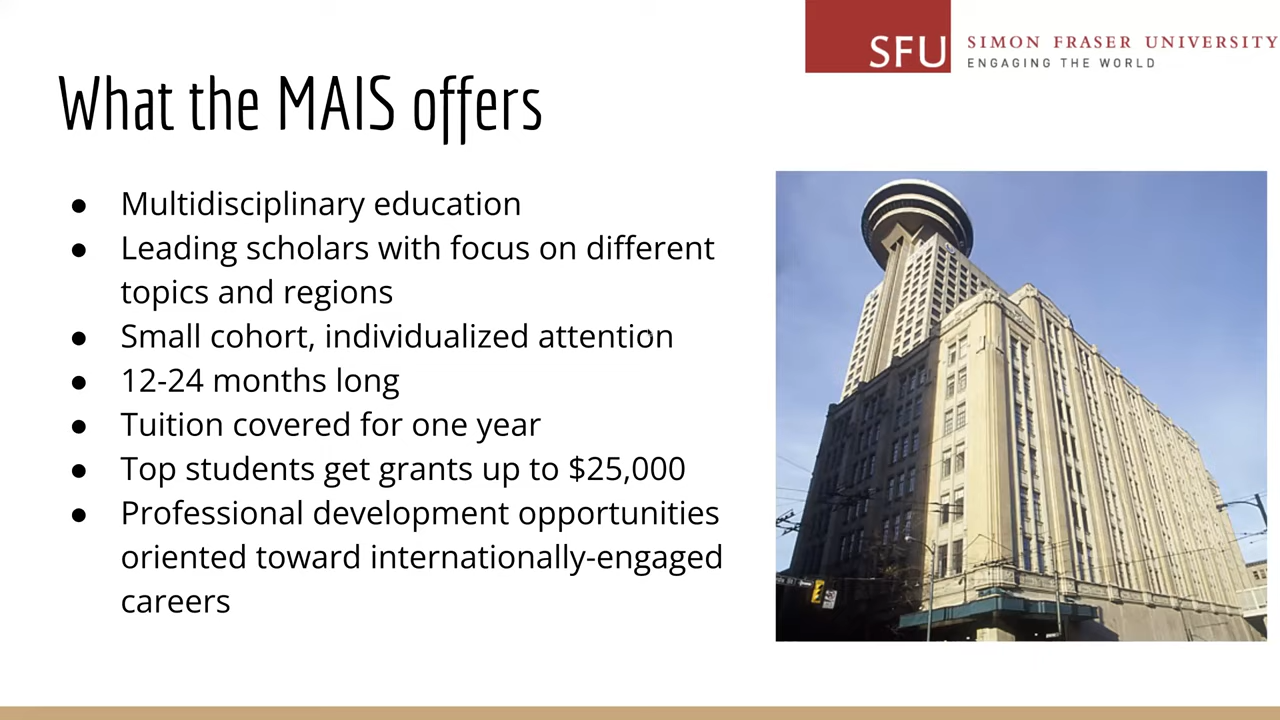 SFU SIMON FRASER UNIVERSITY
ENGAGING THE WORLD
What the MAIS offers
● Multidisciplinary education
● Leading scholars with focus on different
topics and regions
● Small cohort, individualized attention
● 12-24 months long
● Tuition covered for one year
● Top students get grants up to $25,000
● Professional development opportunities
oriented toward internationally-engaged
careers